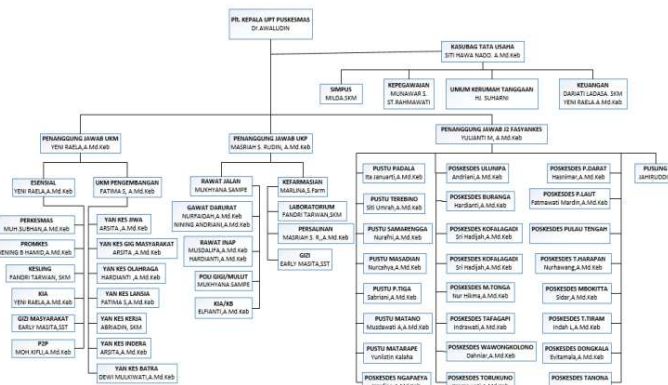 Plt. KEPALA UPT PUSKESMAS
Dr.AWALUDIN
KASUBAG TATA USAHA
SITI HAWA NADO. A.Md.Keb
SIMPUS
MILDA.SKM
KEPEGAWAIAN
MUNAWAR S.
ST.RAHMAWATI
UMUM KERUMAH TANGGAAN
HJ. SUHARNI
KEUANGAN
DARIATI LADASA. SKM
YENI RAELA.A.Md.Keb
PENANGGUNG JAWAB UKM
YENI RAELA,A.Md.Keb
PENANGGUNG JAWAB UKP
MASRIAH S. RUDIN, A.Md.Keb
PENANGGUNG JAWAB J2 FASYANKES
YULIANTI M, A.Md.Keb
ESENSIAL
YENI RAELA,A.Md.Keb
UKM PENGEMBANGAN
FATIMA S, A.Md.Keb
PERKESMAS
MUH.SUBHAN,A.Md.Keb
PROMKES
NENING B HAMID,A.Md.Keb
KESLING
FANDRI TARWAN, SKM
KIA
YENI RAELA,A.Md.Keb
GIZI MASYARAKAT
EARLY MASITA,SST
P2P
MOH.KIFLI,A.Md.Keb
YAN KES JIWA
ARSITA ,A.Md.Keb
YAN KES GIG MASYARAKAT
ARSITA ,A.Md.Keb
YAN KES OLAHRAGA
HARDIANTI ,A.Md.Keb
YAN KES LANSIA
FATIMA S,A.Md.Keb
YAN KES KERJA
ABRIADIN, SKM
YAN KES INDERA
ARSITA,A.Md.Keb
YAN KES BATRA
DEWI MULKIWATI,A.Md.Keb
RAWAT JALAN
MUKHYANA SAMPE
GAWAT DARURAT
NURFAIDAH,A.Md.Keb
NINING ANDRIANI,A.Md.Keb
RAWAT INAP
MUSDALIPA,A.Md.Keb
HARDIANTI,A.Md.Keb
POLI GIGI/MULUT
MUKHYANA SAMPE
KIA/KB
ELFIANTI,A.Md.Keb
KEFARMASIAN
MARLINA,S.Farm
LABORATORIUM
FANDRI TARWAN,SKM
PERSALINAN
MASRIAH S. R,,A.Md.Keb
GIZI
EARLY MASITA,SST
PUSTU PADALA
Ita Januarti,A.Md.Keb
PUSTU TEREBINO
Siti Umrah,A.Md.Keb
PUSTU SAMARENGGA
Nurafni,A.Md.Keb
PUSTU MASADIAN
Nurcahya,A.Md.Keb
PUSTU P.TIGA
Sabriani,A.Md.Keb
PUSTU MATANO
Musdawati A,A.Md.Keb
PUSTU MATARAPE
Yunlistin Kalaha
POSKESDES NGAPAEYA
POSKESDES ULUNIPA
Andriani,A.Md.Keb
POSKESDES BURANGA
Hardianti,A.Md.Keb
POSKESDES KOFALAGADI
Sri Hadijah,A.Md.Keb
POSKESDES KOFALAGADI
Sri Hadijah,A.Md.Keb
POSKESDES M.TONGA
Nur Hikma,A.Md.Keb
POSKESDES TAFAGAPI
Indrawati,A.Md.Keb
POSKESDES WAWONGKOLONO
Dahniar,A.Md.Keb
POSKESDES TORUKUNO
POSKESDES P.DARAT
Hasnimar,A.Md.Keb
POSKESDES P.LAUT
Fatmawati Mardin,A.Md.Keb
POSKESDES PULAU TENGAH
POSKESDES T.HARAPAN
Nurhawang,A.Md.Keb
POSKESDES MBOKITTA
Sider,A.Md.Keb
POSKESDES T.TIRAM
Indah L,A.Md.Keb
POSKESDES DONGKALA
Evitamala,A.Md.Keb
POSKESDES TANONA
PUSLING
JAHRUDDIN